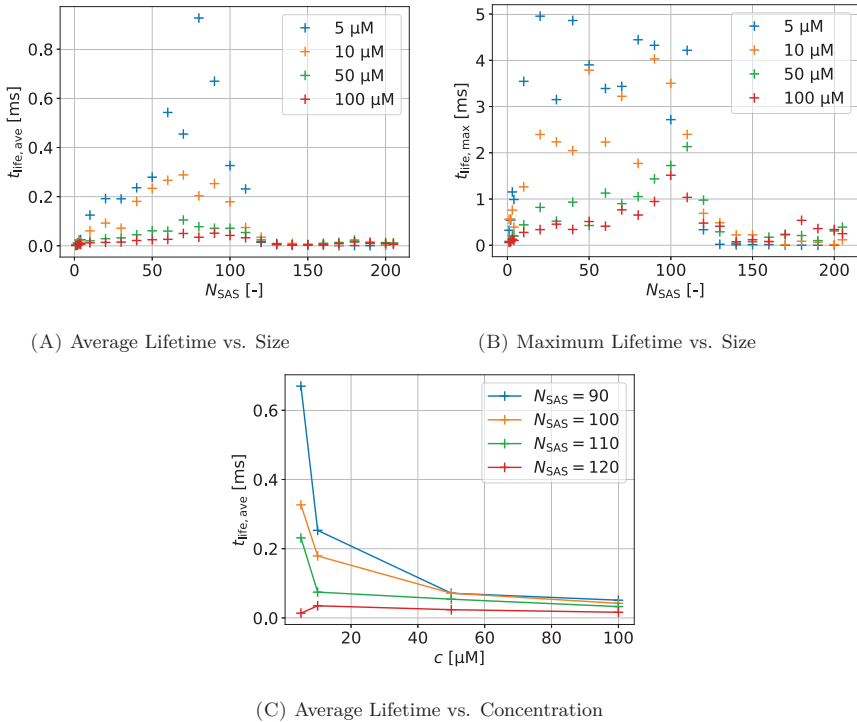 0.8
0.6
0.4
0.2
0.0
t_life, ave [ms]
5 µM
10 µM
50 µM
100 µM
0 50 100 150 200
N_SAS [-]
(A) Average Lifetime vs. Size
5
4
3
2
1
0
t_life, max [ms]
5 µM
10 µM
50 µM
100 µM
0 50 100 150 200
N_SAS [-]
(B) Maximum Lifetime vs. Size
0.6
0.4
0.2
0.0
t_life, ave [ms]
N_SAS = 90
N_SAS = 100
N_SAS = 110
N_SAS = 120
20 40 60 80 100
c [µM]
(C) Average Lifetime vs. Concentration